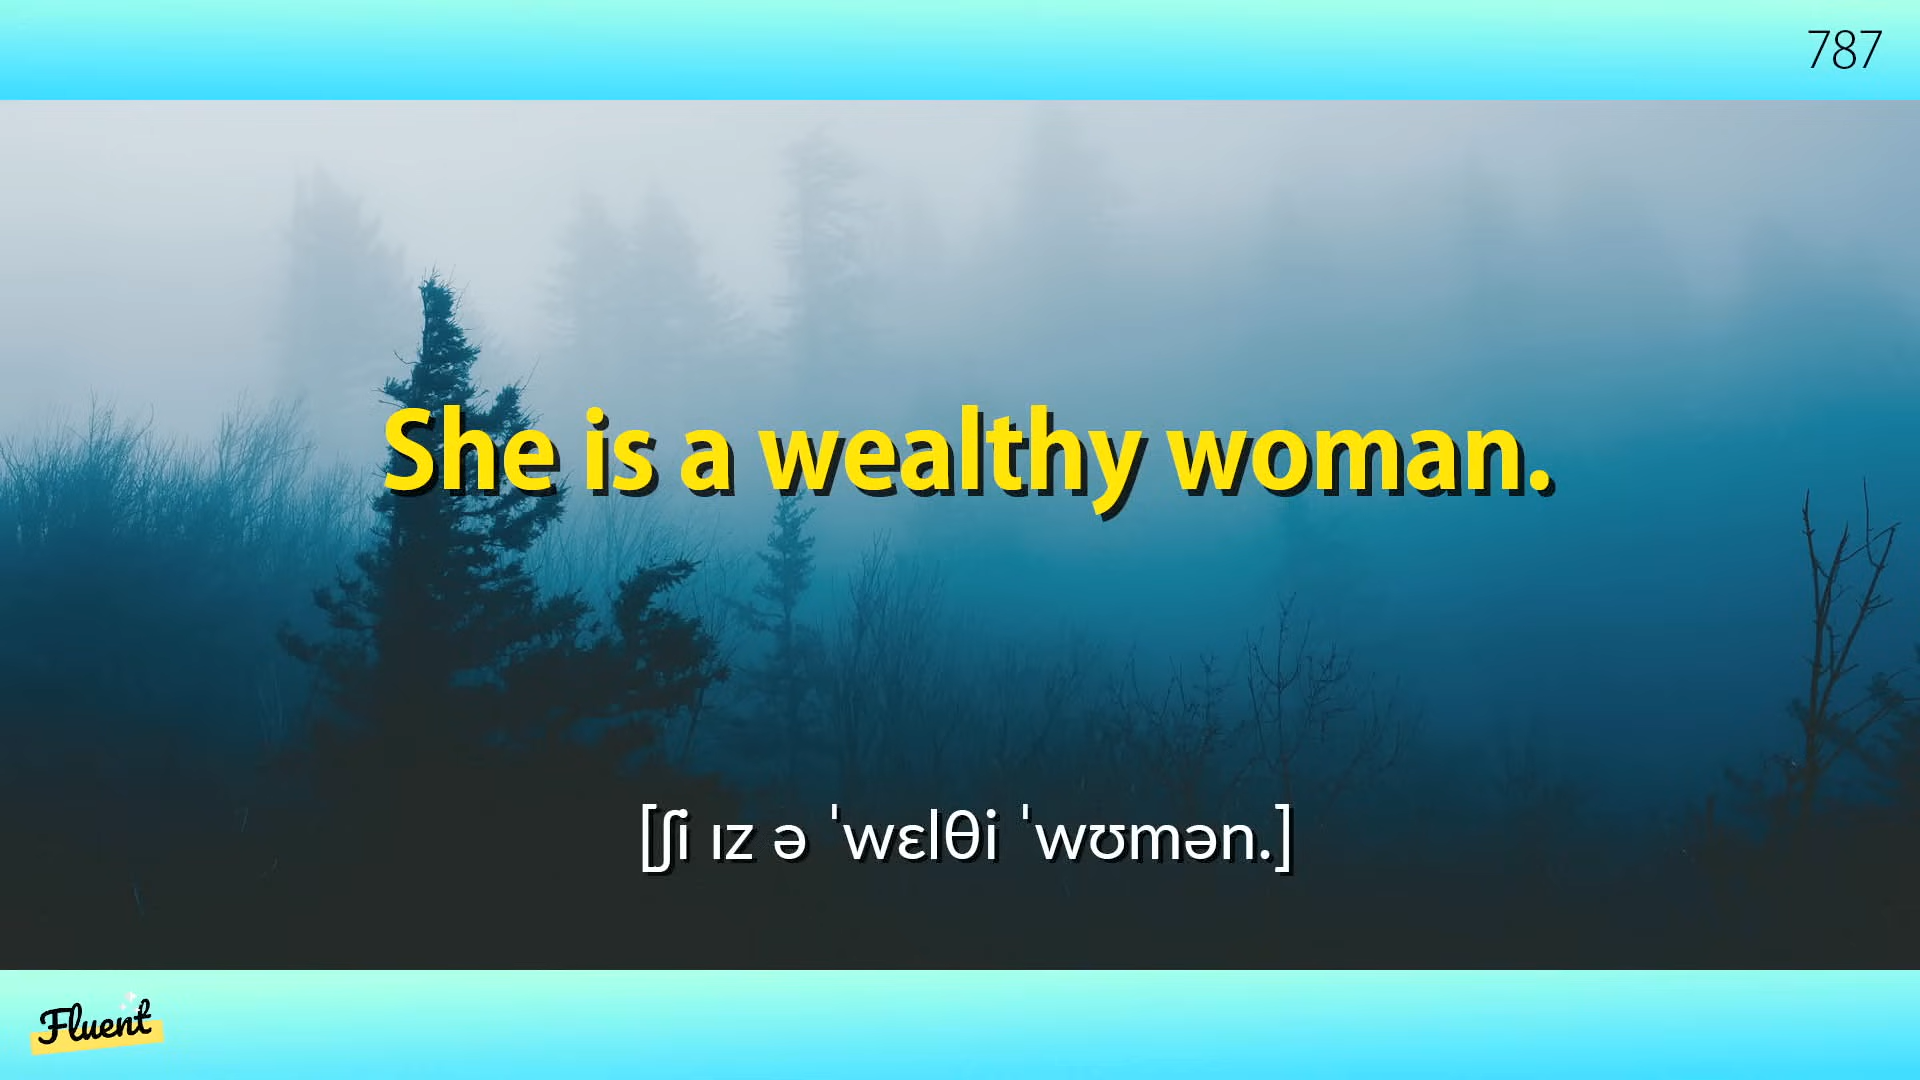 787
She is a wealthy woman.
[ʃi ɪz ə ˈwɛlθi ˈwʊmən.]
Fluent